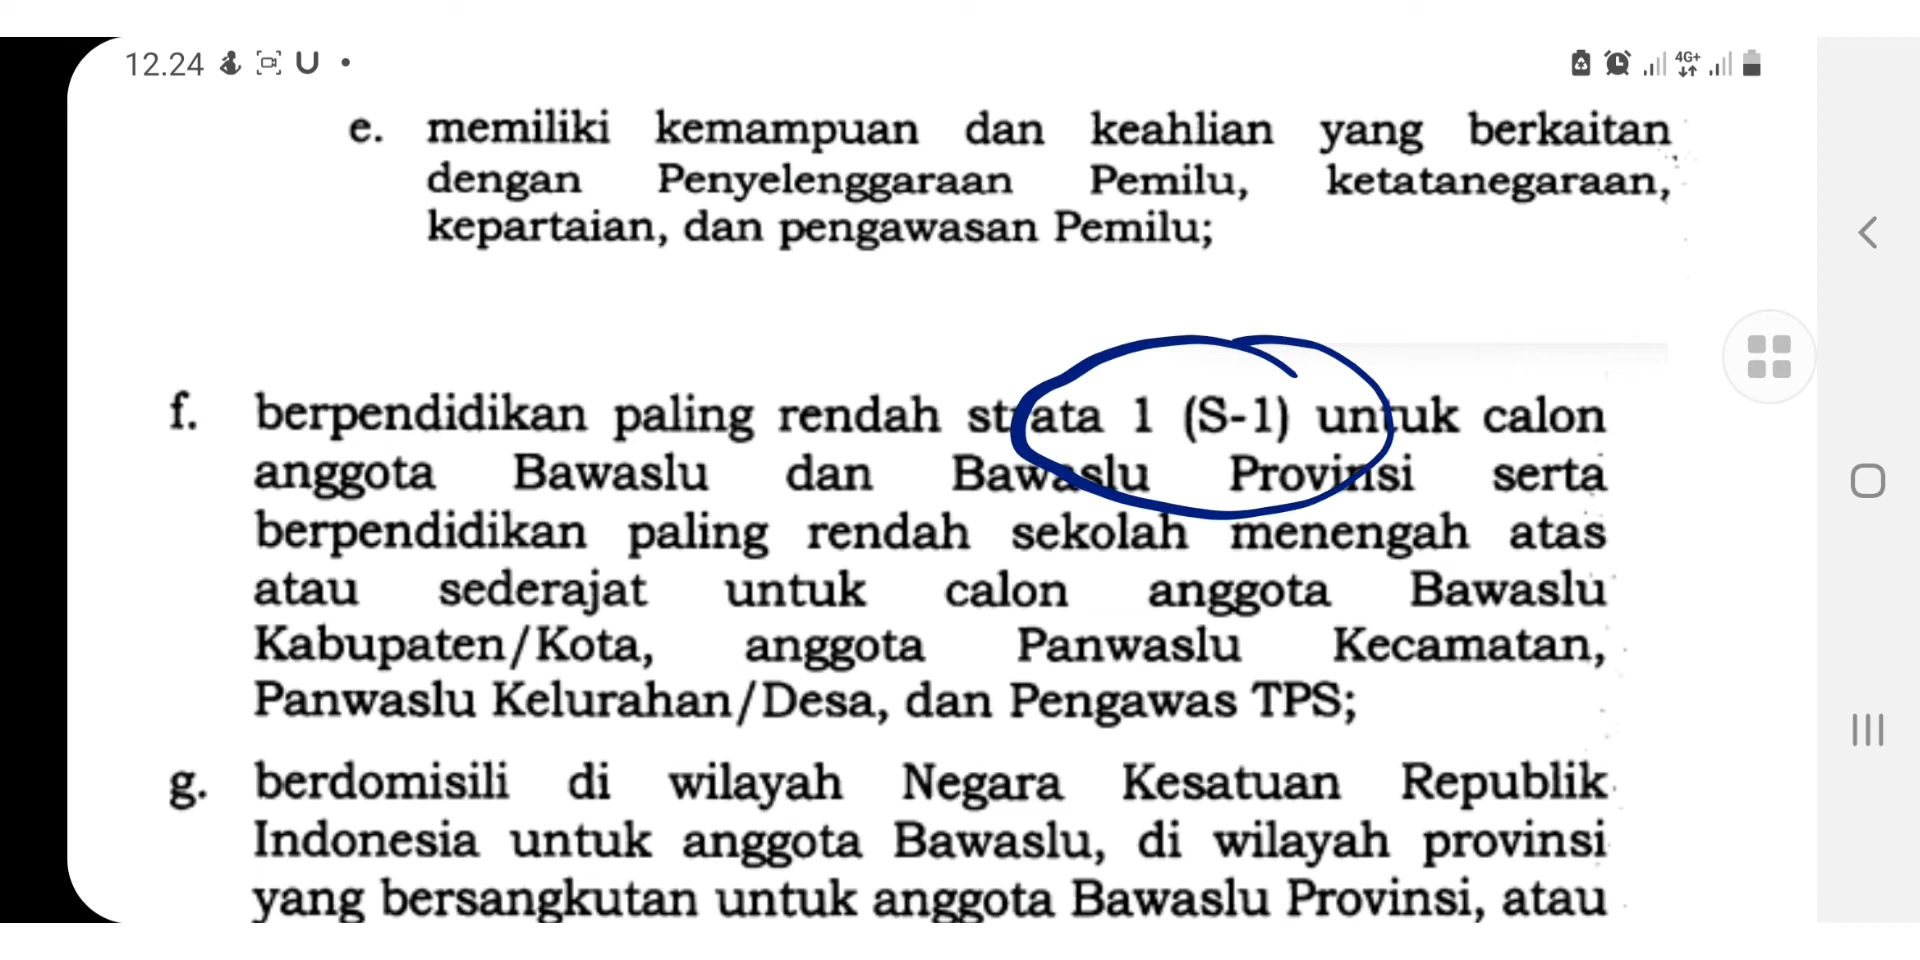 12.24 4G+
e. memiliki kemampuan dan keahlian yang berkaitan
dengan Penyelenggaraan Pemilu, ketatanegaraan,
kepartaian, dan pengawasan Pemilu;
f. berpendidikan paling rendah strata 1 (S-1) untuk calon
anggota Bawaslu dan Bawaslu Provinsi serta
berpendidikan paling rendah sekolah menengah atas
atau sederajat untuk calon anggota Bawaslu
Kabupaten/Kota, anggota Panwaslu Kecamatan,
Panwaslu Kelurahan/Desa, dan Pengawas TPS;
g. berdomisili di wilayah Negara Kesatuan Republik
Indonesia untuk anggota Bawaslu, di wilayah provinsi
yang bersangkutan untuk anggota Bawaslu Provinsi, atau